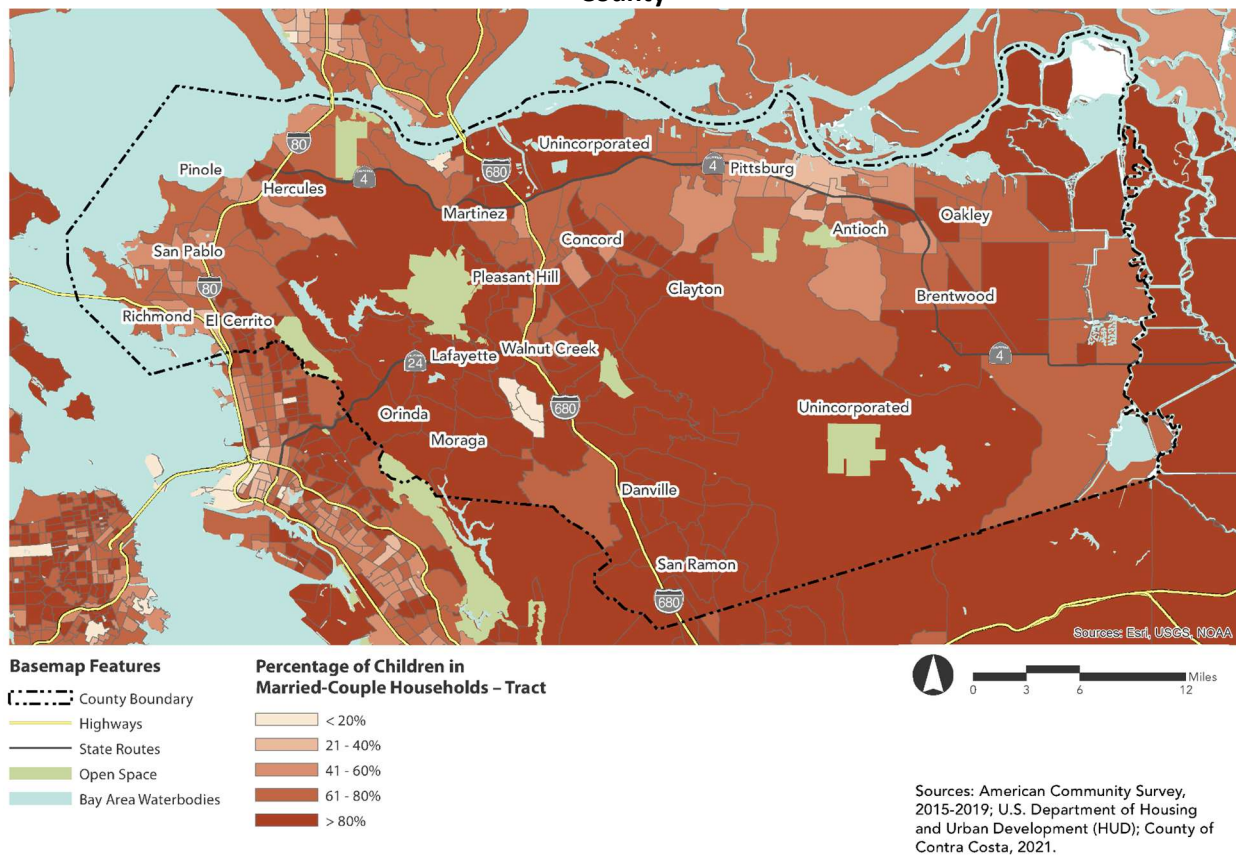 County
80
Unincorporated
Pinole
680
4
Pittsburg
4
Hercules
CALIFORNIA
Martinez
Oakley
San Pablo
Concord
Antioch
80
Pleasant Hill
Clayton
Brentwood
Richmond
El Cerrito
24
Lafayette
Walnut Creek
4
Orinda
680
Unincorporated
Moraga
Danville
San Ramon
680
Sources: Esri, USGS, NOAA
Basemap Features
County Boundary
Highways
State Routes
Open Space
Bay Area Waterbodies
Percentage of Children in
Married-Couple Households – Tract
< 20%
21 - 40%
41 - 60%
61 - 80%
> 80%
0 3 6 12 Miles
Sources: American Community Survey,
2015-2019; U.S. Department of Housing
and Urban Development (HUD); County of
Contra Costa, 2021.